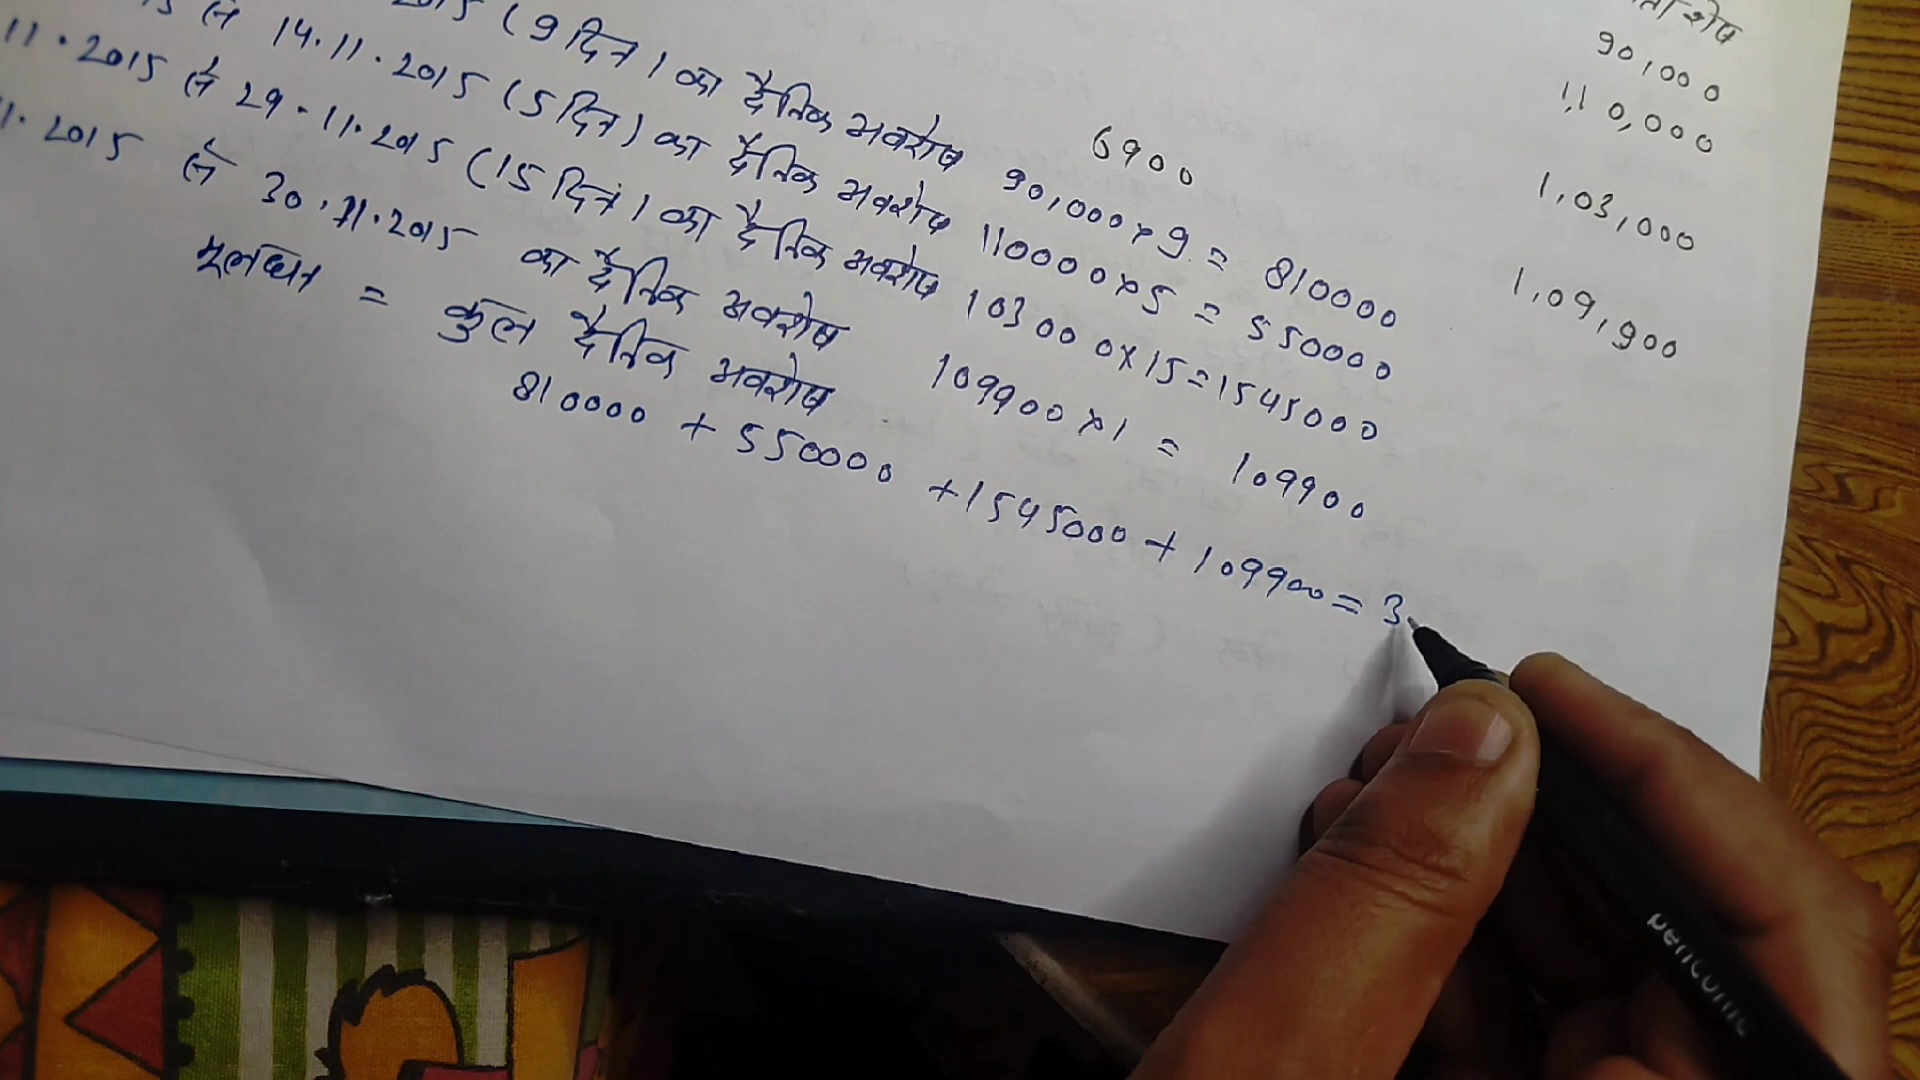 ता शेष
90,000
1,10,000
6900
1,03,000
1,09,900
2015 (9 दिन) का दैनिक अवशेष 90,000×9 = 810000
से 14.11.2015 (5 दिन) का दैनिक अवशेष 110000×5 = 550000
11.2015 से 29.11.2015 (15 दिन) का दैनिक अवशेष 103000×15=1545000
11.2015 से 30.11.2015 का दैनिक अवशेष 109900×1 = 109900
मूलधन = कुल दैनिक अवशेष
810000 + 550000 +1545000 + 109900 = 3
pentonic